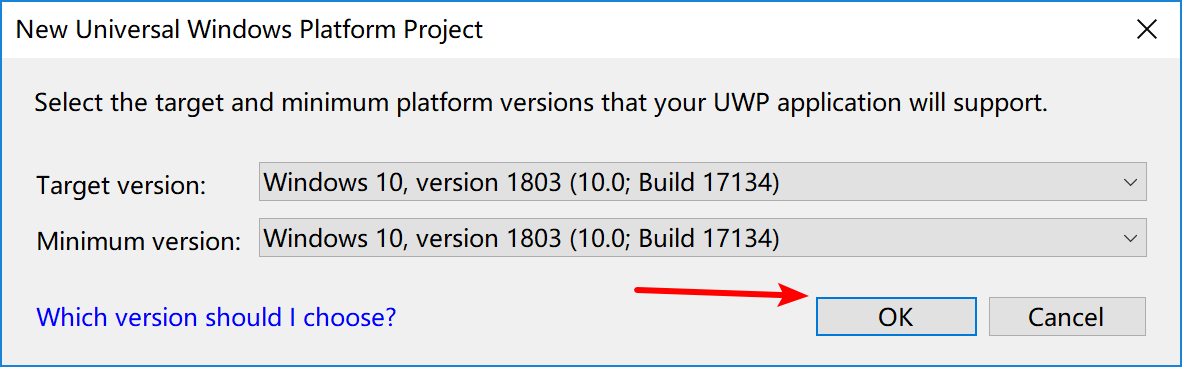 New Universal Windows Platform Project
Select the target and minimum platform versions that your UWP application will support.
Target version: Windows 10, version 1803 (10.0; Build 17134)
Minimum version: Windows 10, version 1803 (10.0; Build 17134)
Which version should I choose? OK Cancel